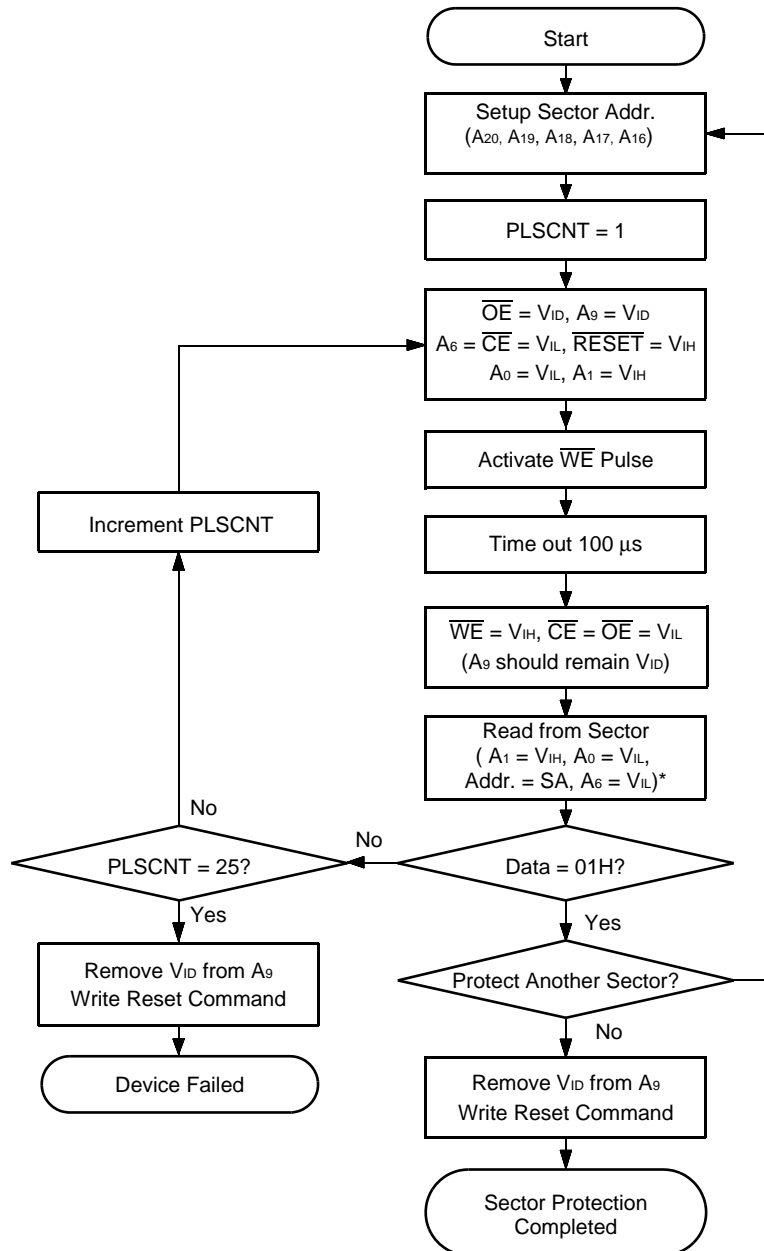 Start
Setup Sector Addr.
(A20, A19, A18, A17, A16)
PLSCNT = 1
OE = VID, A9 = VID
A6 = CE = VIL, RESET = VIH
A0 = VIL, A1 = VIH
Activate WE Pulse
Increment PLSCNT
Time out 100 μs
WE = VIH, CE = OE = VIL
(A9 should remain VID)
Read from Sector
( A1 = VIH, A0 = VIL,
Addr. = SA, A6 = VIL)*
No
No
PLSCNT = 25?
Data = 01H?
Yes
Yes
Remove VID from A9
Write Reset Command
Protect Another Sector?
No
Device Failed
Remove VID from A9
Write Reset Command
Sector Protection
Completed